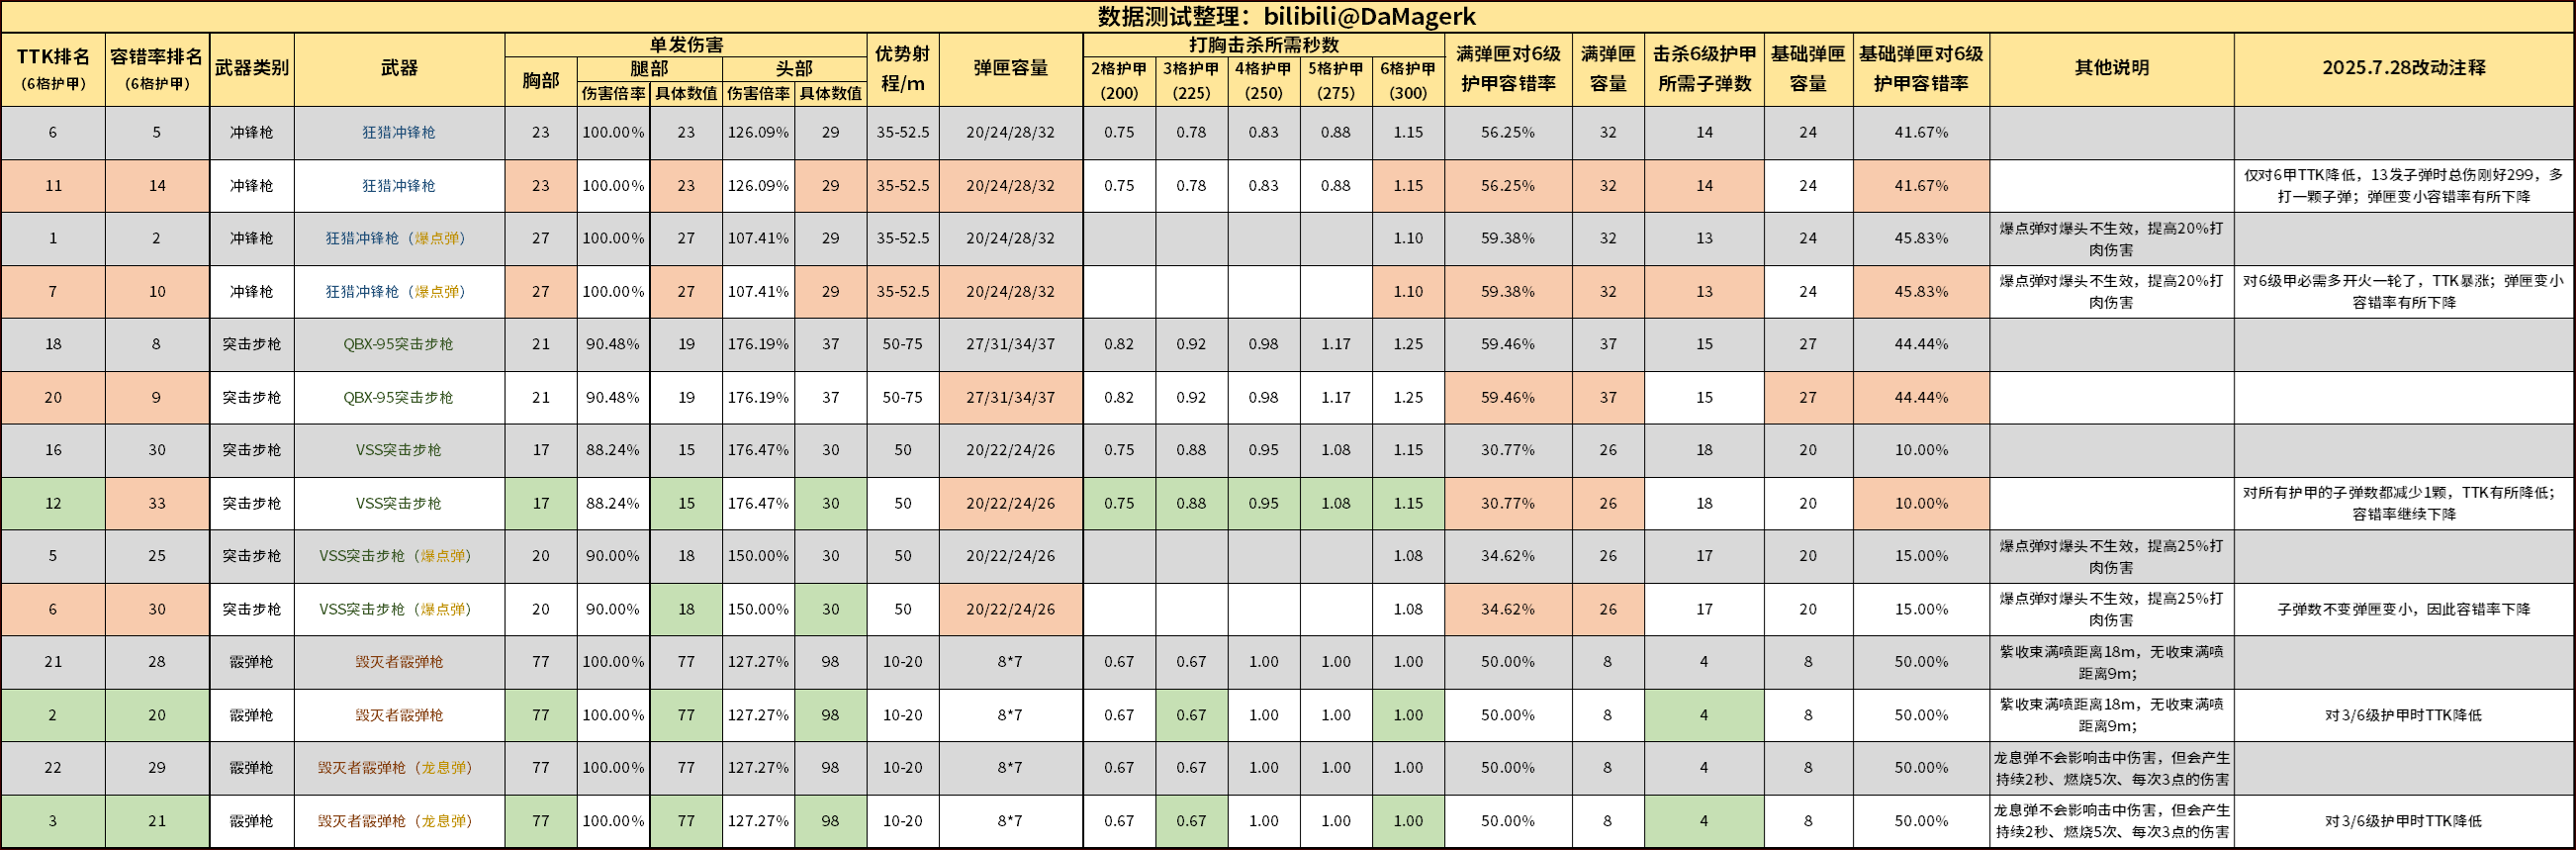 数据测试整理：bilibili@DaMagerk
TTK排名（6格护甲） 容错率排名（6格护甲） 武器类别 武器 单发伤害 优势射程/m 弹匣容量 打胸击杀所需秒数 满弹匣对6级护甲容错率 满弹匣容量 击杀6级护甲所需子弹数 基础弹匣容量 基础弹匣对6级护甲容错率 其他说明 2025.7.28改动注释
胸部 腿部 头部 2格护甲（200） 3格护甲（225） 4格护甲（250） 5格护甲（275） 6格护甲（300）
伤害倍率 具体数值 伤害倍率 具体数值
6 5 冲锋枪 狂猎冲锋枪 23 100.00% 23 126.09% 29 35-52.5 20/24/28/32 0.75 0.78 0.83 0.88 1.15 56.25% 32 14 24 41.67%
11 14 冲锋枪 狂猎冲锋枪 23 100.00% 23 126.09% 29 35-52.5 20/24/28/32 0.75 0.78 0.83 0.88 1.15 56.25% 32 14 24 41.67% 仅对6甲TTK降低，13发子弹时总伤刚好299，多打一颗子弹；弹匣变小容错率有所下降
1 2 冲锋枪 狂猎冲锋枪（爆点弹） 27 100.00% 27 107.41% 29 35-52.5 20/24/28/32 1.10 59.38% 32 13 24 45.83% 爆点弹对爆头不生效，提高20%打肉伤害
7 10 冲锋枪 狂猎冲锋枪（爆点弹） 27 100.00% 27 107.41% 29 35-52.5 20/24/28/32 1.10 59.38% 32 13 24 45.83% 爆点弹对爆头不生效，提高20%打肉伤害 对6级甲必需多开火一轮了，TTK暴涨；弹匣变小容错率有所下降
18 8 突击步枪 QBX-95突击步枪 21 90.48% 19 176.19% 37 50-75 27/31/34/37 0.82 0.92 0.98 1.17 1.25 59.46% 37 15 27 44.44%
20 9 突击步枪 QBX-95突击步枪 21 90.48% 19 176.19% 37 50-75 27/31/34/37 0.82 0.92 0.98 1.17 1.25 59.46% 37 15 27 44.44%
16 30 突击步枪 VSS突击步枪 17 88.24% 15 176.47% 30 50 20/22/24/26 0.75 0.88 0.95 1.08 1.15 30.77% 26 18 20 10.00%
12 33 突击步枪 VSS突击步枪 17 88.24% 15 176.47% 30 50 20/22/24/26 0.75 0.88 0.95 1.08 1.15 30.77% 26 18 20 10.00% 对所有护甲的子弹数都减少1颗，TTK有所降低；容错率继续下降
5 25 突击步枪 VSS突击步枪（爆点弹） 20 90.00% 18 150.00% 30 50 20/22/24/26 1.08 34.62% 26 17 20 15.00% 爆点弹对爆头不生效，提高25%打肉伤害
6 30 突击步枪 VSS突击步枪（爆点弹） 20 90.00% 18 150.00% 30 50 20/22/24/26 1.08 34.62% 26 17 20 15.00% 爆点弹对爆头不生效，提高25%打肉伤害 子弹数不变弹匣变小，因此容错率下降
21 28 霰弹枪 毁灭者霰弹枪 77 100.00% 77 127.27% 98 10-20 8*7 0.67 0.67 1.00 1.00 1.00 50.00% 8 4 8 50.00% 紫收束满喷距离18m，无收束满喷距离9m；
2 20 霰弹枪 毁灭者霰弹枪 77 100.00% 77 127.27% 98 10-20 8*7 0.67 0.67 1.00 1.00 1.00 50.00% 8 4 8 50.00% 紫收束满喷距离18m，无收束满喷距离9m； 对3/6级护甲时TTK降低
22 29 霰弹枪 毁灭者霰弹枪（龙息弹） 77 100.00% 77 127.27% 98 10-20 8*7 0.67 0.67 1.00 1.00 1.00 50.00% 8 4 8 50.00% 龙息弹不会影响击中伤害，但会产生持续2秒、燃烧5次、每次3点的伤害
3 21 霰弹枪 毁灭者霰弹枪（龙息弹） 77 100.00% 77 127.27% 98 10-20 8*7 0.67 0.67 1.00 1.00 1.00 50.00% 8 4 8 50.00% 龙息弹不会影响击中伤害，但会产生持续2秒、燃烧5次、每次3点的伤害 对3/6级护甲时TTK降低